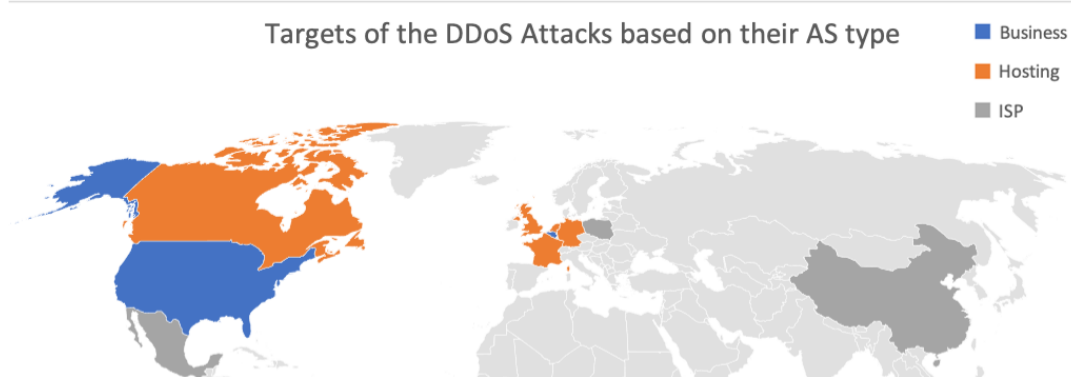 Targets of the DDoS Attacks based on their AS type
Business
Hosting
ISP